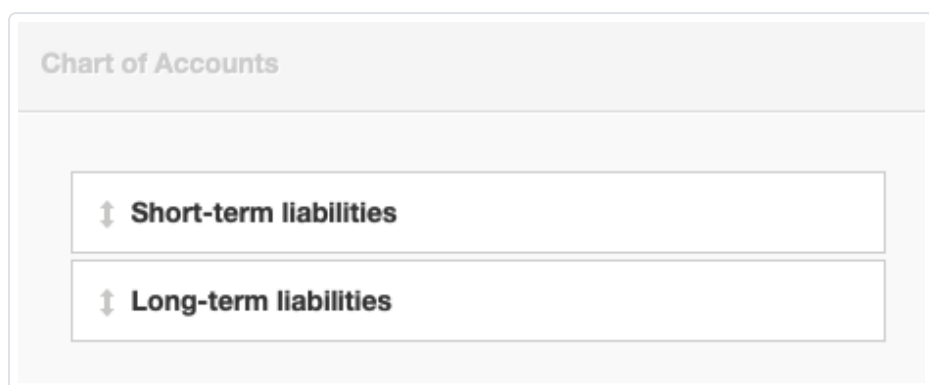 Chart of Accounts
Short-term liabilities
Long-term liabilities